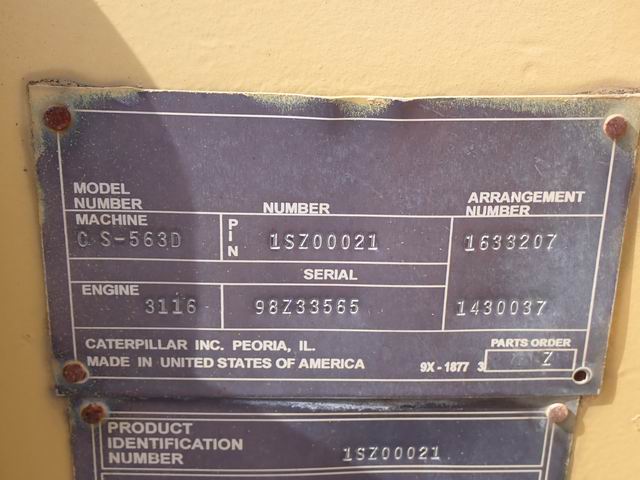 MODEL
NUMBER NUMBER ARRANGEMENT
NUMBER
MACHINE
CS-563D PIN 1SZ00021 1633207
SERIAL
ENGINE 3116 98Z33565 1430037
CATERPILLAR INC. PEORIA, IL. PARTS ORDER
MADE IN UNITED STATES OF AMERICA 9X-1877 3 Z
PRODUCT
IDENTIFICATION
NUMBER 1SZ00021